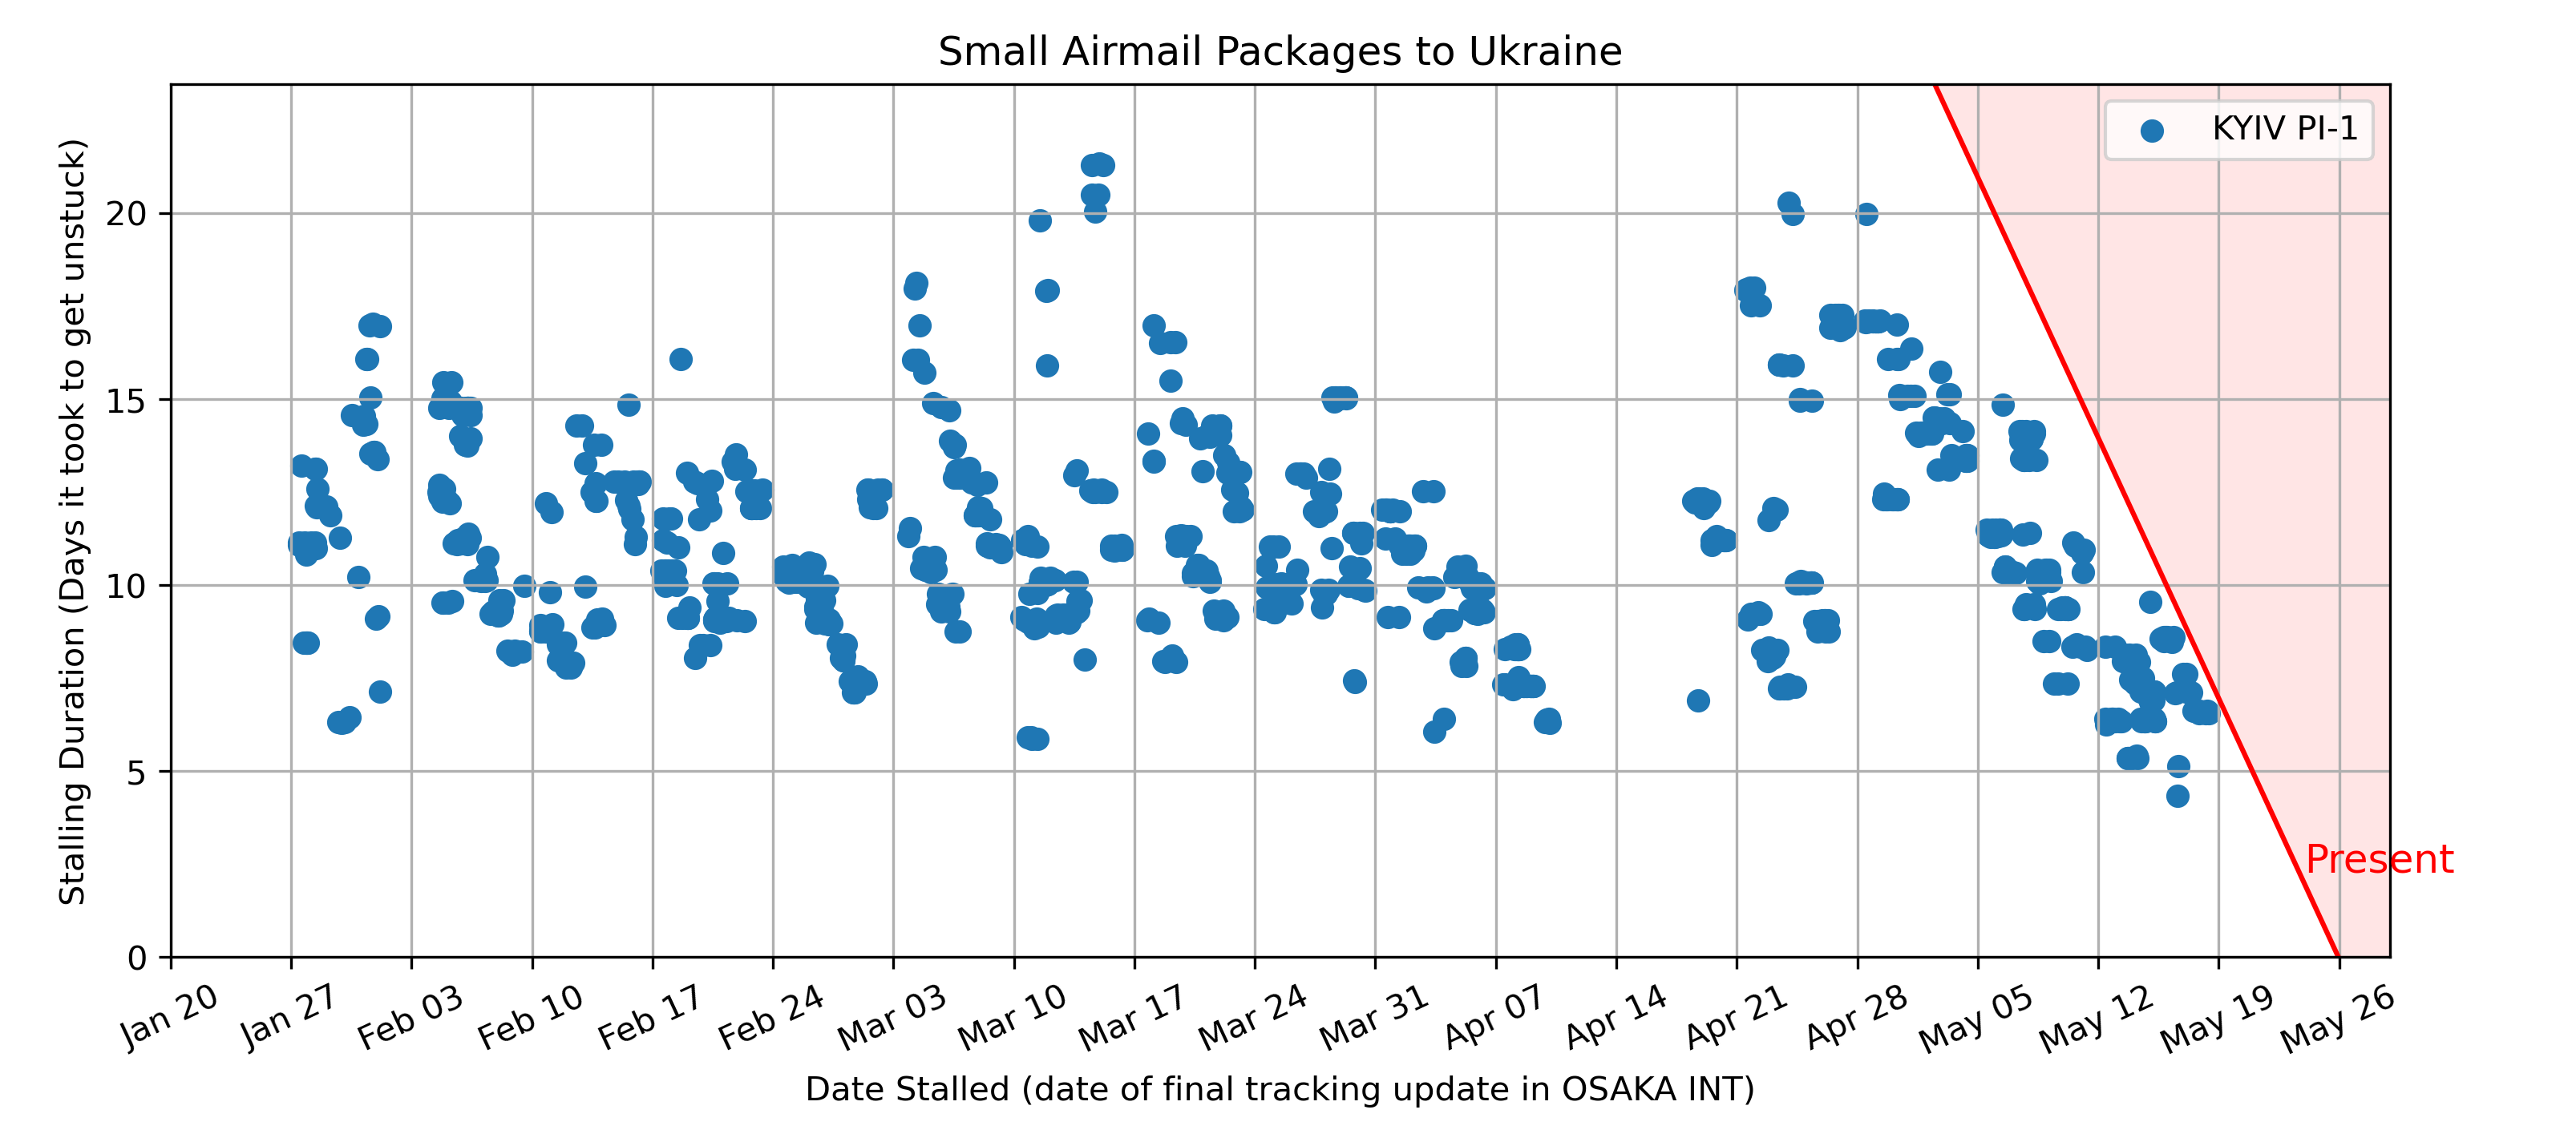 Small Airmail Packages to Ukraine
KYIV PI-1
Stalling Duration (Days it took to get unstuck)
20
15
10
5
0
Present
Jan 20
Jan 27
Feb 03
Feb 10
Feb 17
Feb 24
Mar 03
Mar 10
Mar 17
Mar 24
Mar 31
Apr 07
Apr 14
Apr 21
Apr 28
May 05
May 12
May 19
May 26
Date Stalled (date of final tracking update in OSAKA INT)